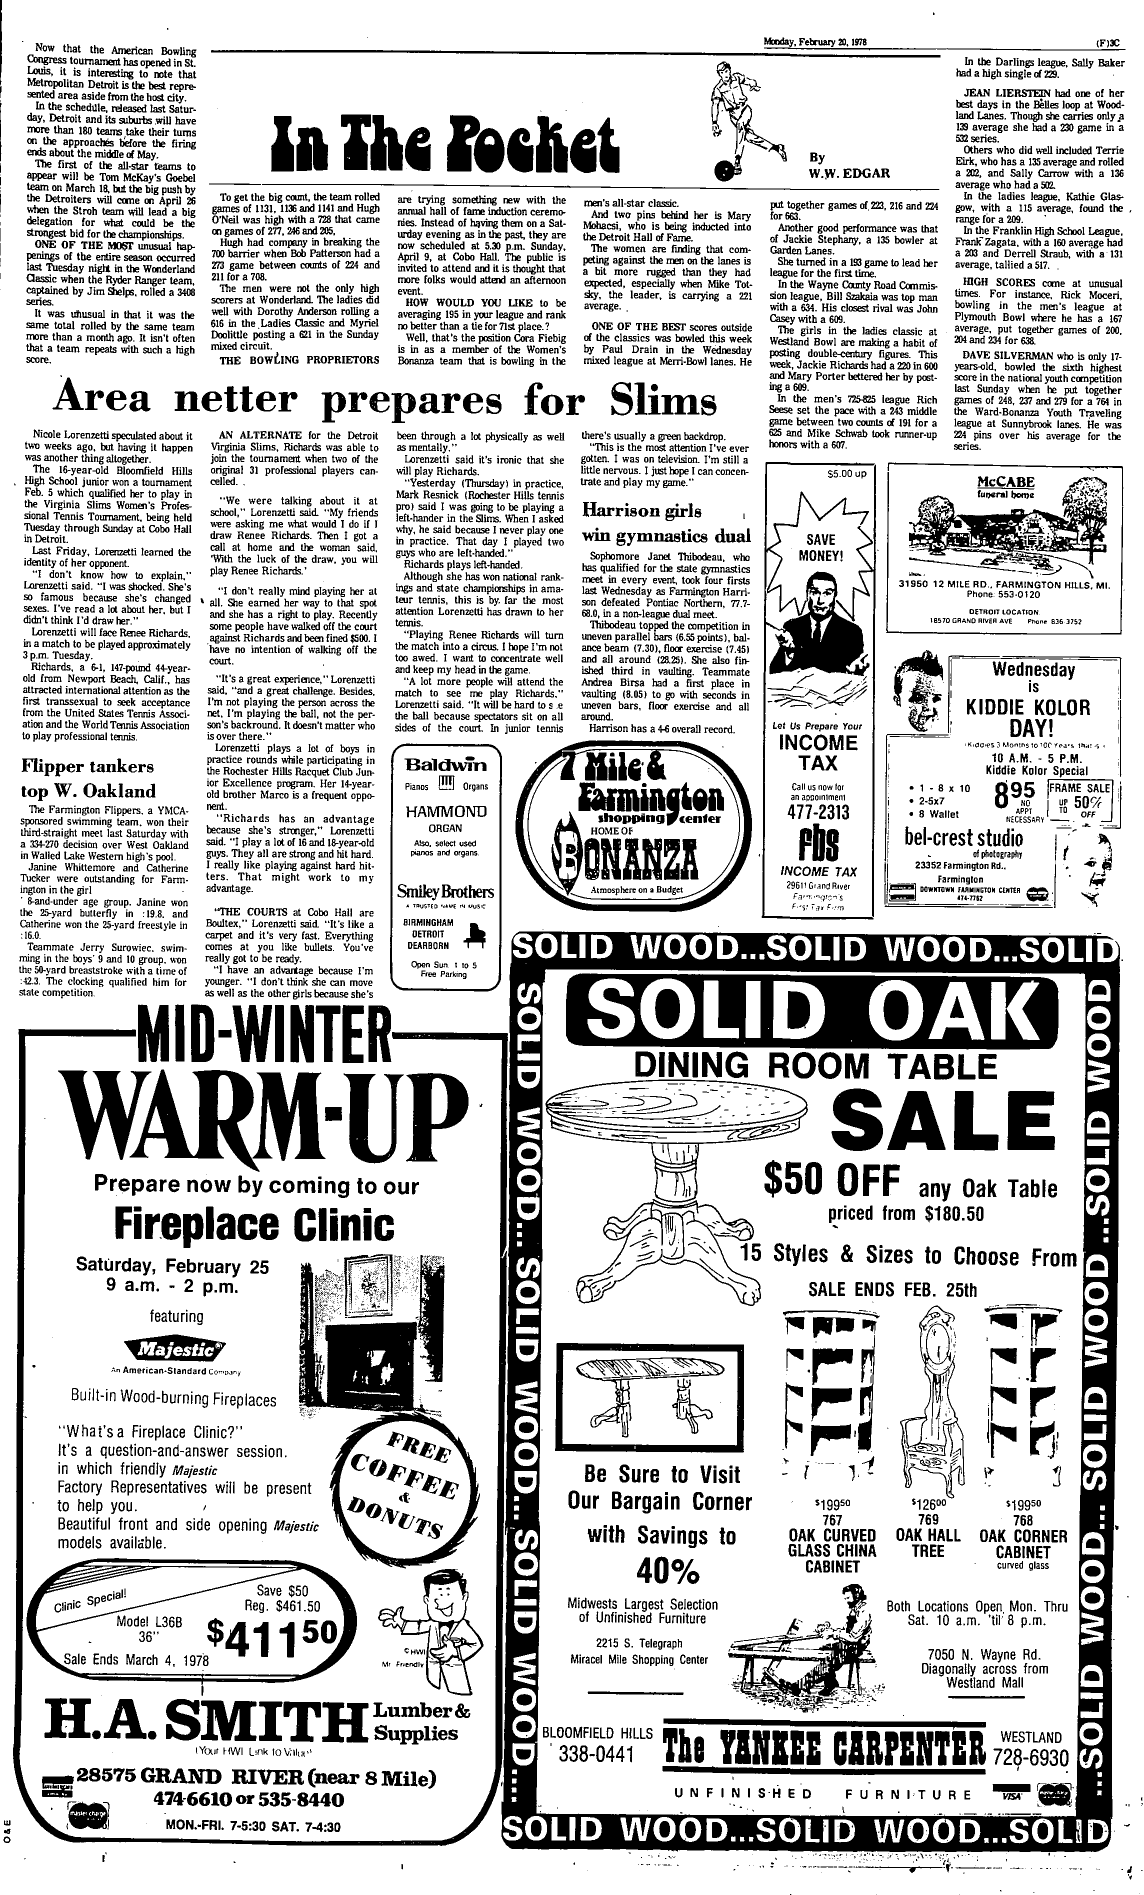 Monday, February 20, 1978
(F)3C
In The Pocket
By
W.W. EDGAR
Now that the American Bowling
Congress tournament has opened in St.
Louis, it is interesting to note that
Metropolitan Detroit is the best repre-
sented area aside from the host city.
In the schedule, released last Satur-
day, Detroit and its suburbs will have
more than 180 teams take their turns
on the approaches before the firing
ends about the middle of May.
The first of the all-star teams to
appear will be Tom McKay's Goebel
team on March 18, but the big push by
the Detroiters will come on April 26
when the Stroh team will lead a big
delegation for what could be the
strongest bid for the championships.
ONE OF THE MOST unusual hap-
penings of the entire season occurred
last Tuesday night in the Wonderland
Classic when the Ryder Ranger team,
captained by Jim Shelps, rolled a 3408
series.
It was unusual in that it was the
same total rolled by the same team
more than a month ago. It isn't often
that a team repeats with such a high
score.
To get the big count, the team rolled
games of 1131, 1136 and 1141 and Hugh
O'Neil was high with a 728 that came
on games of 277, 246 and 205.
Hugh had company in breaking the
700 barrier when Bob Patterson had a
273 game between counts of 224 and
211 for a 708.
The men were not the only high
scorers at Wonderland. The ladies did
well with Dorothy Anderson rolling a
616 in the Ladies Classic and Myriel
Doolittle posting a 621 in the Sunday
mixed circuit.
THE BOWLING PROPRIETORS
are trying something new with the
annual hall of fame induction ceremo-
nies. Instead of having them on a Sat-
urday evening as in the past, they are
now scheduled at 5:30 p.m. Sunday,
April 9, at Cobo Hall. The public is
invited to attend and it is thought that
more folks would attend an afternoon
event.
HOW WOULD YOU LIKE to be
averaging 195 in your league and rank
no better than a tie for 71st place?
Well, that's the position Cora Fiebig
is in as a member of the Women's
Bonanza team that is bowling in the
men's all-star classic.
And two pins behind her is Mary
Mohacsi, who is being inducted into
the Detroit Hall of Fame.
The women are finding that com-
peting against the men on the lanes is
a bit more rugged than they had
expected, especially when Mike Tot-
sky, the leader, is carrying a 221
average.
ONE OF THE BEST scores outside
of the classics was bowled this week
by Paul Drain in the Wednesday
mixed league at Merri-Bowl lanes. He
put together games of 223, 216 and 224
for 663.
Another good performance was that
of Jackie Stephany, a 135 bowler at
Garden Lanes.
She turned in a 193 game to lead her
league for the first time.
In the Wayne County Road Commis-
sion league, Bill Szkaia was top man
with a 634. His closest rival was John
Casey with a 609.
The girls in the ladies classic at
Westland Bowl are making a habit of
posting double-century figures. This
week, Jackie Richards had a 220 in 600
and Mary Porter bettered her by post-
ing a 609.
In the men's 725-825 league Rich
Seese set the pace with a 243 middle
game between two counts of 191 for a
625 and Mike Schwab took runner-up
honors with a 607.
In the Darlings league, Sally Baker
had a high single of 229.
JEAN LIERSTEIN had one of her
best days in the Belles loop at Wood-
land Lanes. Though she carries only a
139 average she had a 230 game in a
532 series.
Others who did well included Terrie
Eirk, who has a 135 average and rolled
a 202, and Sally Carrow with a 136
average who had a 502.
In the ladies league, Kathie Glas-
gow, with a 115 average, found the
range for a 209.
In the Franklin High School League,
Frank Zagata, with a 160 average had
a 203 and Derrell Straub, with a 131
average, tallied a 517.
HIGH SCORES come at unusual
times. For instance, Rick Moceri,
bowling in the men's league at
Plymouth Bowl where he has a 167
average, put together games of 200,
204 and 234 for 638.
DAVE SILVERMAN who is only 17-
years-old, bowled the sixth highest
score in the national youth competition
last Sunday when he put together
games of 248, 237 and 279 for a 764 in
the Ward-Bonanza Youth Traveling
League at Sunnybrook lanes. He was
224 pins over his average for the
series.
Area netter prepares for Slims
Nicole Lorenzetti speculated about it
two weeks ago, but having it happen
was another thing altogether.
The 16-year-old Bloomfield Hills
High School junior won a tournament
Feb. 5 which qualified her to play in
the Virginia Slims Women's Profes-
sional Tennis Tournament, being held
Tuesday through Sunday at Cobo Hall
in Detroit.
Last Friday, Lorenzetti learned the
identity of her opponent.
"I don't know how to explain,"
Lorenzetti said. "I was shocked. She's
so famous because she's changed
sexes. I've read a lot about her, but I
didn't think I'd draw her."
Lorenzetti will face Renee Richards,
in a match to be played approximately
3 p.m. Tuesday.
Richards, a 6-1, 147-pound 44-year-
old from Newport Beach, Calif., has
attracted international attention as the
first transsexual to seek acceptance
from the United States Tennis Associ-
ation and the World Tennis Association
to play professional tennis.
AN ALTERNATE for the Detroit
Virginia Slims, Richards was able to
join the tournament when two of the
original 31 professional players can-
celled.
"We were talking about it at
school," Lorenzetti said. "My friends
were asking me what would I do if I
draw Renee Richards. Then I got a
call at home and the woman said,
'With the luck of the draw, you will
play Renee Richards.'
"I don't really mind playing her at
all. She earned her way to that spot
and she has a right to play. Recently
some people have walked off the court
against Richards and been fined $500. I
have no intention of walking off the
court.
"It's a great experience," Lorenzetti
said, "and a great challenge. Besides,
I'm not playing the person across the
net, I'm playing the ball, not the per-
son's backround. It doesn't matter who
is over there."
Lorenzetti plays a lot of boys in
practice rounds while participating in
the Rochester Hills Racquet Club Jun-
ior Excellence program. Her 14-year-
old brother Marco is a frequent oppo-
nent.
"Richards has an advantage
because she's stronger," Lorenzetti
said. "I play a lot of 16 and 18-year-old
guys. They all are strong and hit hard.
I really like playing against hard hit-
ters. That might work to my
advantage.
"THE COURTS at Cobo Hall are
Boultex," Lorenzetti said. "It's like a
carpet and it's very fast. Everything
comes at you like bullets. You've
really got to be ready.
"I have an advantage because I'm
younger. "I don't think she can move
as well as the other girls because she's
been through a lot physically as well
as mentally."
Lorenzetti said it's ironic that she
will play Richards.
"Yesterday (Thursday) in practice,
Mark Resnick (Rochester Hills tennis
pro) said I was going to be playing a
left-hander in the Slims. When I asked
why, he said because I never play one
in practice. That day I played two
guys who are left-handed."
Richards plays left-handed.
Although she has won national rank-
ings and state championships in ama-
teur tennis, this is by far the most
attention Lorenzetti has drawn to her
tennis.
"Playing Renee Richards will turn
the match into a circus. I hope I'm not
too awed. I want to concentrate well
and keep my head in the game.
"A lot more people will attend the
match to see me play Richards,"
Lorenzetti said. "It will be hard to see
the ball because spectators sit on all
sides of the court. In junior tennis
there's usually a green backdrop.
"This is the most attention I've ever
gotten. I was on television. I'm still a
little nervous. I just hope I can concen-
trate and play my game."
Flipper tankers
top W. Oakland
The Farmington Flippers, a YMCA-
sponsored swimming team, won their
third-straight meet last Saturday with
a 334-270 decision over West Oakland
in Walled Lake Western high's pool.
Janine Whittemore and Catherine
Tucker were outstanding for Farm-
ington in the girl
8-and-under age group. Janine won
the 25-yard butterfly in :19.8, and
Catherine won the 25-yard freestyle in
:16.0.
Teammate Jerry Surowiec, swim-
ming in the boys' 9 and 10 group, won
the 50-yard breaststroke with a time of
:42.3. The clocking qualified him for
state competition.
Harrison girls
win gymnastics dual
Sophomore Janet Thibodeau, who
has qualified for the state gymnastics
meet in every event, took four firsts
last Wednesday as Farmington Harri-
son defeated Pontiac Northern, 77.7-
68.0, in a non-league dual meet.
Thibodeau topped the competition in
uneven parallel bars (6.55 points), bal-
ance beam (7.30), floor exercise (7.45)
and all around (28.25). She also fin-
ished third in vaulting. Teammate
Andrea Birsa had a first place in
vaulting (8.05) to go with seconds in
uneven bars, floor exercise and all
around.
Harrison has a 4-6 overall record.
Baldwin
Pianos Organs
HAMMOND
ORGAN
Also, select used
pianos and organs.
Smiley Brothers
A TRUSTED NAME IN MUSIC
BIRMINGHAM
DETROIT
DEARBORN
Open Sun. 1 to 5
Free Parking
7 Mile &
Farmington
shopping center
HOME OF
BONANZA
Atmosphere on a Budget
$5.00 up
SAVE
MONEY!
Let Us Prepare Your
INCOME
TAX
Call us now for
an appointment
477-2313
FBS
INCOME TAX
29611 Grand River
Farmington's
First Tax Firm
McCABE
funeral home
31950 12 MILE RD., FARMINGTON HILLS, MI.
Phone: 553-0120
DETROIT LOCATION
18570 GRAND RIVER AVE Phone 836-3752
Wednesday
is
KIDDIE KOLOR
DAY!
10 A.M. - 5 P.M.
Kiddie Kolor Special
• 1 - 8 x 10
• 2-5x7
• 8 Wallet
8 95
NO
APPT.
NECESSARY
FRAME SALE
UP TO 50% OFF
bel-crest studio
of photography
23352 Farmington Rd.,
Farmington
DOWNTOWN FARMINGTON CENTER
474-7762
MID-WINTER
WARM-UP
Prepare now by coming to our
Fireplace Clinic
Saturday, February 25
9 a.m. - 2 p.m.
featuring
Majestic
An American-Standard Company
Built-in Wood-burning Fireplaces
"What's a Fireplace Clinic?"
It's a question-and-answer session.
in which friendly Majestic
Factory Representatives will be present
to help you.
Beautiful front and side opening Majestic
models available.
FREE
COFFEE
&
DONUTS
Clinic Special!
Save $50
Reg. $461.50
Model L36B
36"
$411 50
Sale Ends March 4, 1978
© HWI
Mr. Friendly
H.A. SMITH Lumber & Supplies
"Your HWI Link to Value"
28575 GRAND RIVER (near 8 Mile)
474-6610 or 535-8440
master charge
MON.-FRI. 7-5:30 SAT. 7-4:30
O&E
SOLID WOOD...SOLID WOOD...SOLID
SOLID WOOD... SOLID WOOD... SOLID WOOD...
...SOLID WOOD ...SOLID WOOD... SOLID WOOD
SOLID OAK
DINING ROOM TABLE
SALE
$50 OFF any Oak Table
priced from $180.50
15 Styles & Sizes to Choose From
SALE ENDS FEB. 25th
Be Sure to Visit
Our Bargain Corner
with Savings to
40%
$199 50
767
OAK CURVED
GLASS CHINA
CABINET
$126 00
769
OAK HALL
TREE
$199 50
768
OAK CORNER
CABINET
curved glass
Midwests Largest Selection
of Unfinished Furniture
2215 S. Telegraph
Miracel Mile Shopping Center
Both Locations Open Mon. Thru
Sat. 10 a.m. 'til 8 p.m.
7050 N. Wayne Rd.
Diagonally across from
Westland Mall
BLOOMFIELD HILLS
338-0441
The YANKEE CARPENTER
WESTLAND
728-6930
UNFINISHED FURNITURE
VISA
SOLID WOOD...SOLID WOOD...SOLID